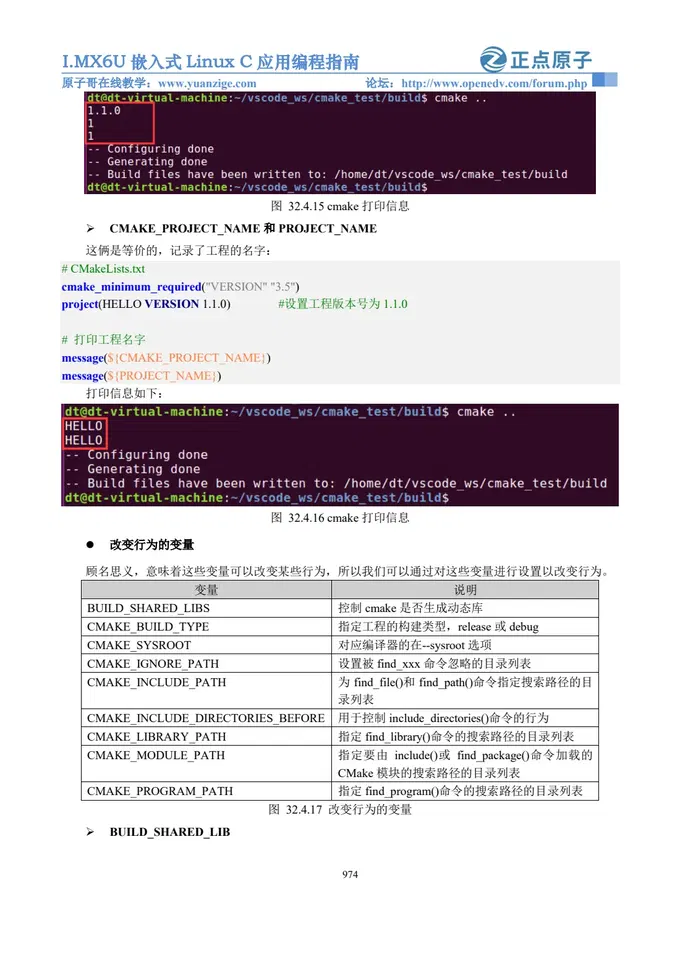 I.MX6U 嵌入式 Linux C 应用编程指南
正点原子
原子哥在线教学：www.yuanzige.com 论坛：http://www.openedv.com/forum.php
dt@dt-virtual-machine:~/vscode_ws/cmake_test/build$ cmake ..
1.1.0
1
1
-- Configuring done
-- Generating done
-- Build files have been written to: /home/dt/vscode_ws/cmake_test/build
dt@dt-virtual-machine:~/vscode_ws/cmake_test/build$
图 32.4.15 cmake 打印信息
➢ CMAKE_PROJECT_NAME 和 PROJECT_NAME
这俩是等价的，记录了工程的名字：
# CMakeLists.txt
cmake_minimum_required("VERSION" "3.5")
project(HELLO VERSION 1.1.0) #设置工程版本号为 1.1.0
# 打印工程名字
message(${CMAKE_PROJECT_NAME})
message(${PROJECT_NAME})
打印信息如下：
dt@dt-virtual-machine:~/vscode_ws/cmake_test/build$ cmake ..
HELLO
HELLO
-- Configuring done
-- Generating done
-- Build files have been written to: /home/dt/vscode_ws/cmake_test/build
dt@dt-virtual-machine:~/vscode_ws/cmake_test/build$
图 32.4.16 cmake 打印信息
● 改变行为的变量
顾名思义，意味着这些变量可以改变某些行为，所以我们可以通过对这些变量进行设置以改变行为。
变量 说明
BUILD_SHARED_LIBS 控制 cmake 是否生成动态库
CMAKE_BUILD_TYPE 指定工程的构建类型，release 或 debug
CMAKE_SYSROOT 对应编译器的在--sysroot 选项
CMAKE_IGNORE_PATH 设置被 find_xxx 命令忽略的目录列表
CMAKE_INCLUDE_PATH 为 find_file()和 find_path()命令指定搜索路径的目
录列表
CMAKE_INCLUDE_DIRECTORIES_BEFORE 用于控制 include_directories()命令的行为
CMAKE_LIBRARY_PATH 指定 find_library()命令的搜索路径的目录列表
CMAKE_MODULE_PATH 指定要由 include()或 find_package()命令加载的
CMake 模块的搜索路径的目录列表
CMAKE_PROGRAM_PATH 指定 find_program()命令的搜索路径的目录列表
图 32.4.17 改变行为的变量
➢ BUILD_SHARED_LIB
974